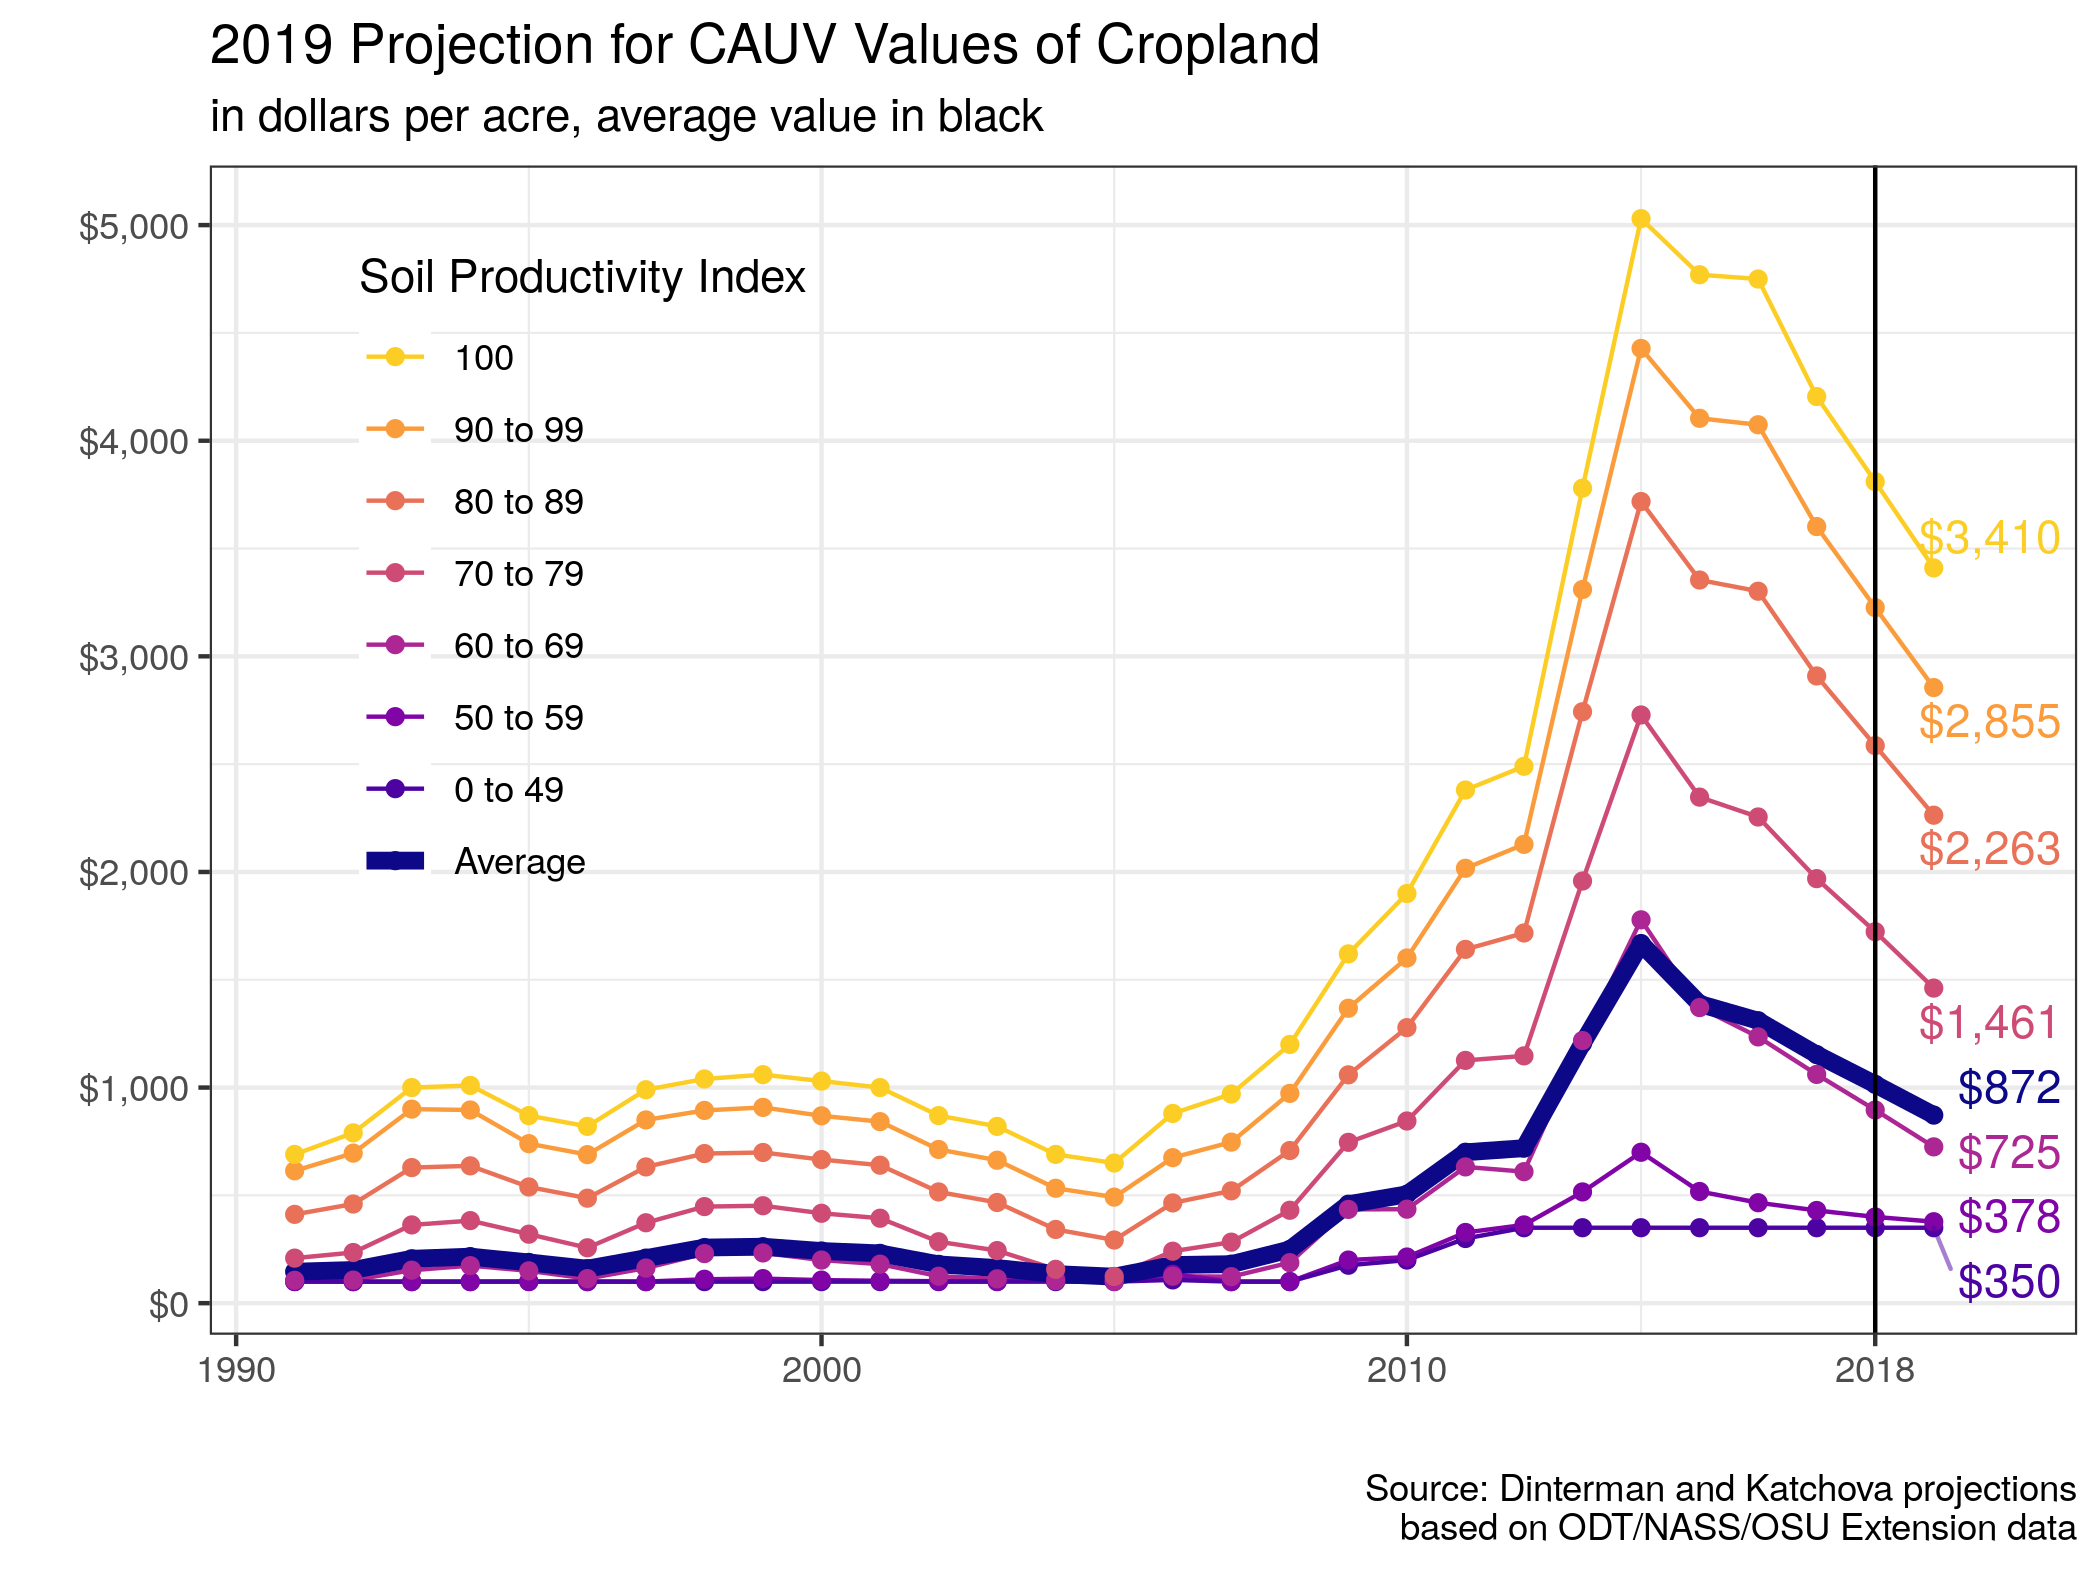 2019 Projection for CAUV Values of Cropland
in dollars per acre, average value in black
$5,000
$4,000
$3,000
$2,000
$1,000
$0
Soil Productivity Index
100
90 to 99
80 to 89
70 to 79
60 to 69
50 to 59
0 to 49
Average
$3,410
$2,855
$2,263
$1,461
$872
$725
$378
$350
1990
2000
2010
2018
Source: Dinterman and Katchova projections
based on ODT/NASS/OSU Extension data